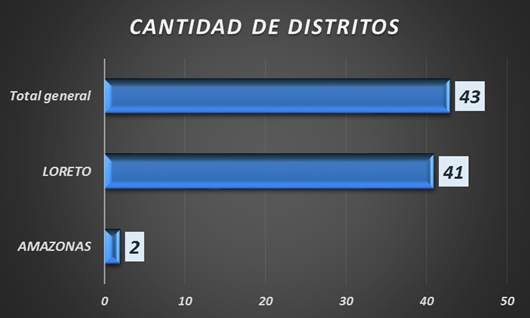 CANTIDAD DE DISTRITOS
Total general 43
LORETO 41
AMAZONAS 2
0 10 20 30 40 50